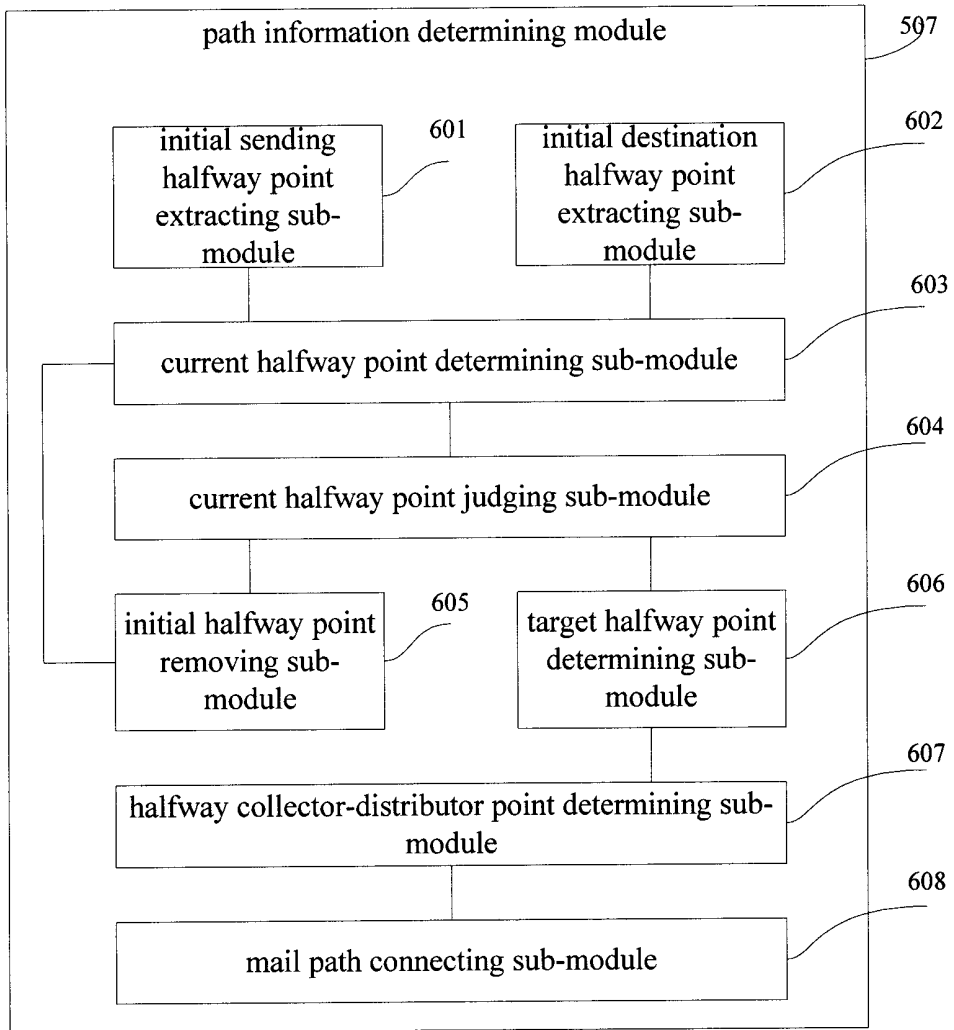 path information determining module
507
initial sending
halfway point
extracting sub-
module
601
initial destination
halfway point
extracting sub-
module
602
603
current halfway point determining sub-module
604
current halfway point judging sub-module
initial halfway point
removing sub-
module
605
target halfway point
determining sub-
module
606
607
halfway collector-distributor point determining sub-
module
608
mail path connecting sub-module